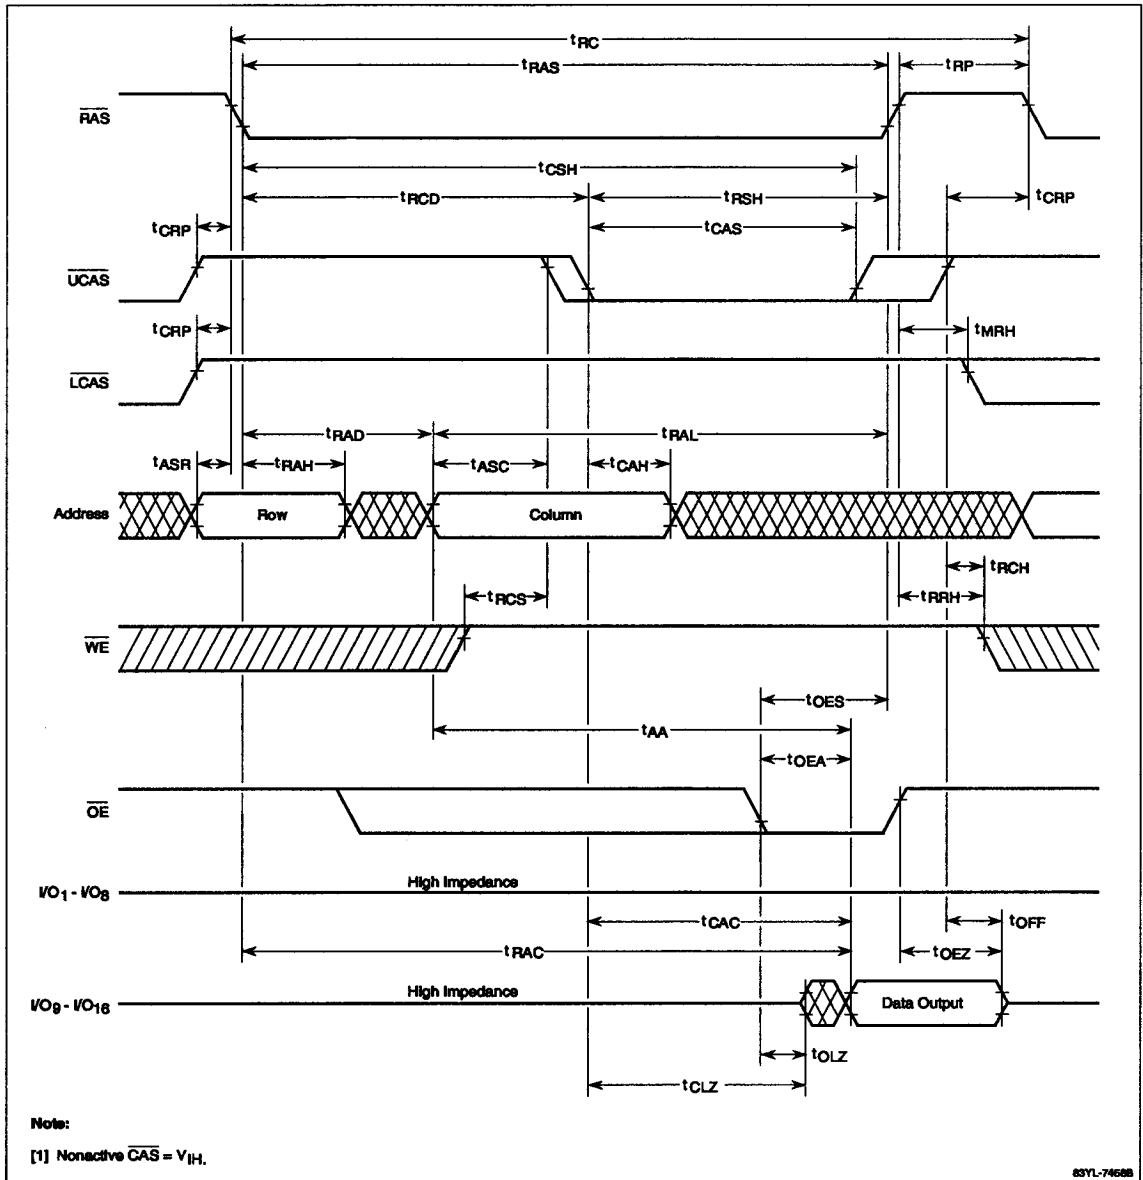 tRC
tRAS
tRP
RAS
tCSH
tRCD
tRSH
tCRP
tCRP
tCAS
UCAS
tCRP
tMRH
LCAS
tRAD
tRAL
tASR
tRAH
tASC
tCAH
Address
Row
Column
tRCH
tRCS
tRRH
WE
tOES
tAA
tOEA
OE
High Impedance
I/O1 - I/O8
tCAC
tOFF
tRAC
tOEZ
High Impedance
I/O9 - I/O16
Data Output
tOLZ
tCLZ
Note:
[1] Nonactive CAS = VIH.
83YL-7468B